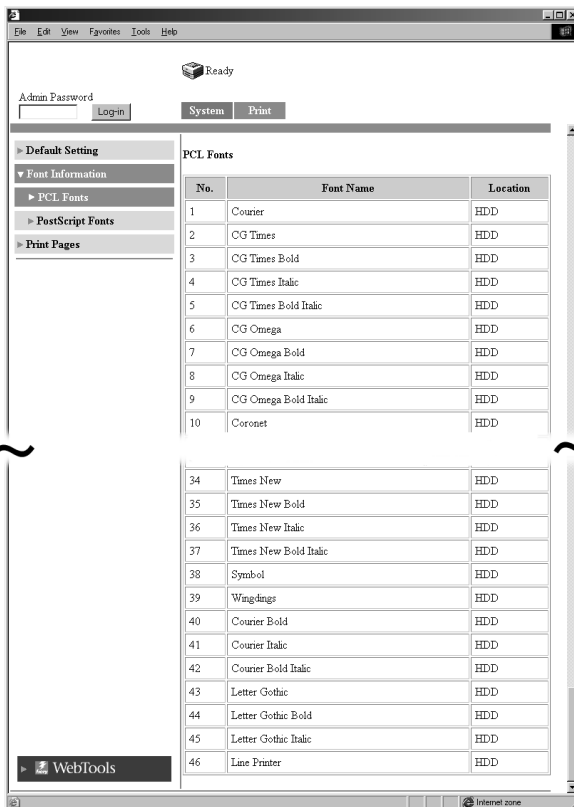 File Edit View Favorites Tools Help
Ready
Admin Password
Log-in
System Print
Default Setting
Font Information
PCL Fonts
PostScript Fonts
Print Pages
WebTools
PCL Fonts
No. Font Name Location
1 Courier HDD
2 CG Times HDD
3 CG Times Bold HDD
4 CG Times Italic HDD
5 CG Times Bold Italic HDD
6 CG Omega HDD
7 CG Omega Bold HDD
8 CG Omega Italic HDD
9 CG Omega Bold Italic HDD
10 Coronet HDD
34 Times New HDD
35 Times New Bold HDD
36 Times New Italic HDD
37 Times New Bold Italic HDD
38 Symbol HDD
39 Wingdings HDD
40 Courier Bold HDD
41 Courier Italic HDD
42 Courier Bold Italic HDD
43 Letter Gothic HDD
44 Letter Gothic Bold HDD
45 Letter Gothic Italic HDD
46 Line Printer HDD
Internet zone